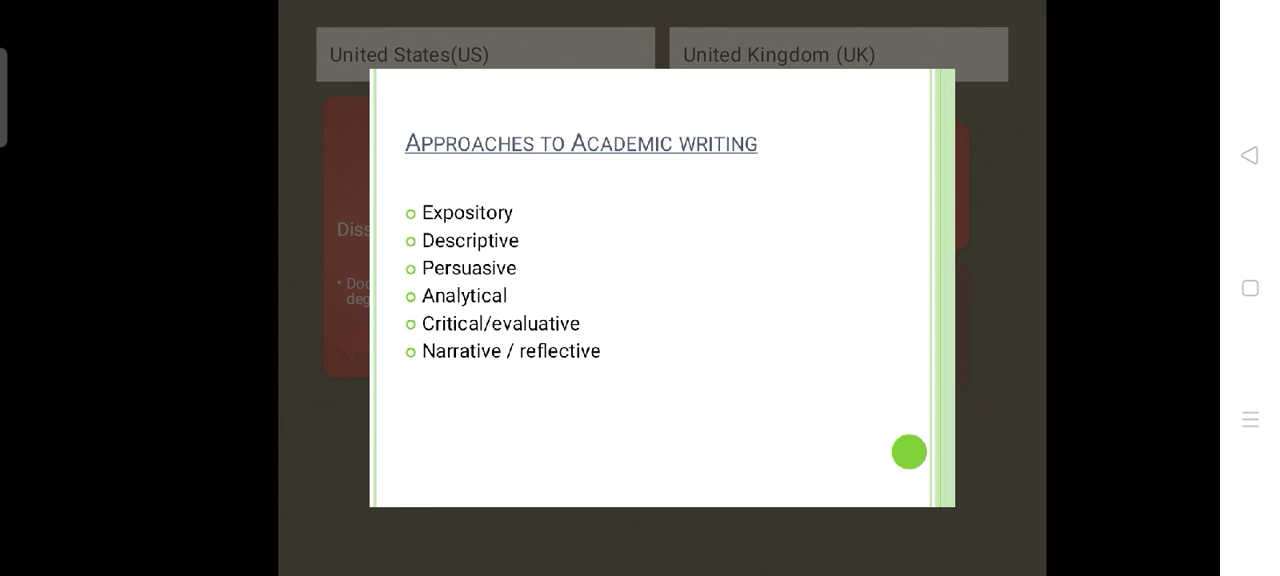 United States(US)
United Kingdom (UK)
APPROACHES TO ACADEMIC WRITING
Expository
Descriptive
Persuasive
Analytical
Critical/evaluative
Narrative / reflective